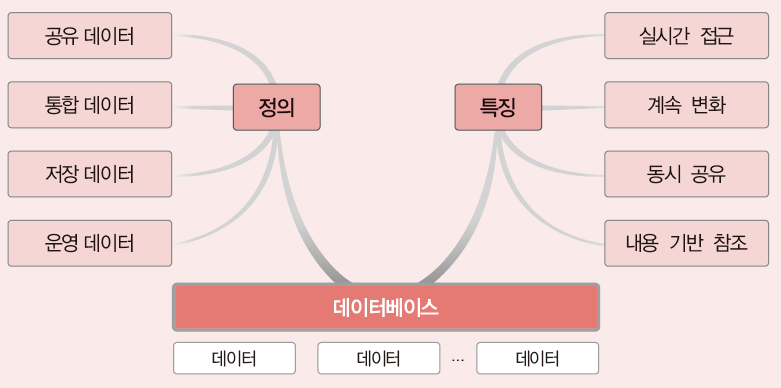 공유 데이터
통합 데이터
저장 데이터
운영 데이터
정의
특징
실시간 접근
계속 변화
동시 공유
내용 기반 참조
데이터베이스
데이터
데이터
...
데이터